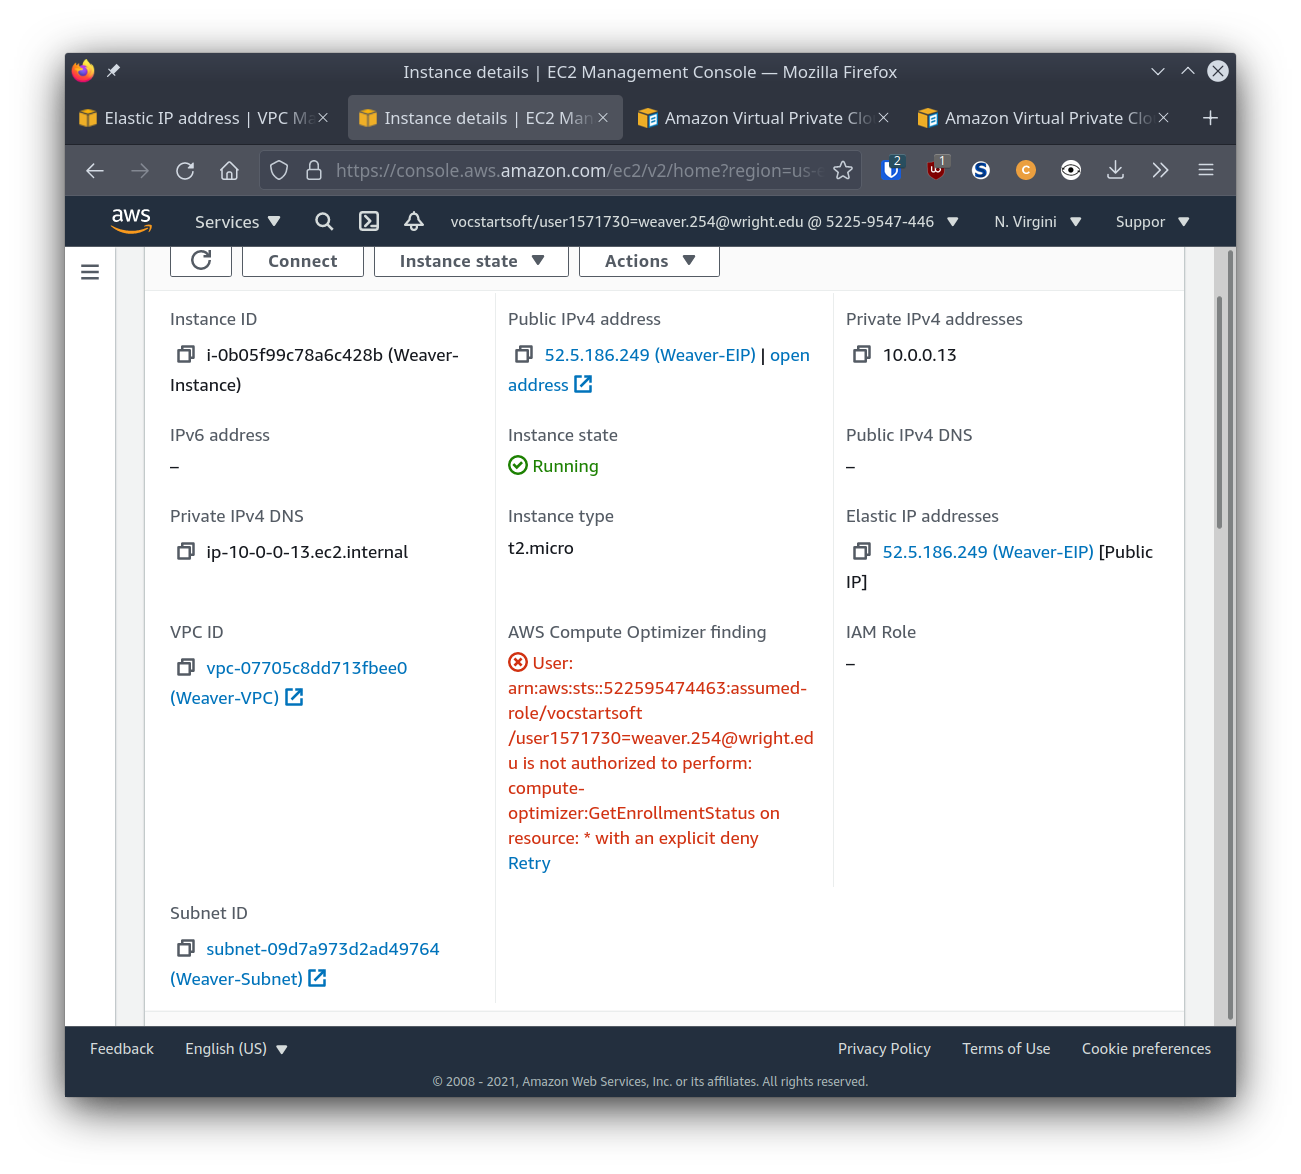 Instance details | EC2 Management Console — Mozilla Firefox
Elastic IP address | VPC Ma
Instance details | EC2 Man
Amazon Virtual Private Clo
Amazon Virtual Private Clo
https://console.aws.amazon.com/ec2/v2/home?region=us-e
2
1
S
C
aws
Services
vocstartsoft/user1571730=weaver.254@wright.edu @ 5225-9547-446
N. Virgini
Suppor
Connect
Instance state
Actions
Instance ID
i-0b05f99c78a6c428b (Weaver-
Instance)
Public IPv4 address
52.5.186.249 (Weaver-EIP) | open
address
Private IPv4 addresses
10.0.0.13
IPv6 address
–
Instance state
Running
Public IPv4 DNS
–
Private IPv4 DNS
ip-10-0-0-13.ec2.internal
Instance type
t2.micro
Elastic IP addresses
52.5.186.249 (Weaver-EIP) [Public
IP]
VPC ID
vpc-07705c8dd713fbee0
(Weaver-VPC)
AWS Compute Optimizer finding
User:
arn:aws:sts::522595474463:assumed-
role/vocstartsoft
/user1571730=weaver.254@wright.ed
u is not authorized to perform:
compute-
optimizer:GetEnrollmentStatus on
resource: * with an explicit deny
Retry
IAM Role
–
Subnet ID
subnet-09d7a973d2ad49764
(Weaver-Subnet)
Feedback
English (US)
Privacy Policy
Terms of Use
Cookie preferences
© 2008 - 2021, Amazon Web Services, Inc. or its affiliates. All rights reserved.